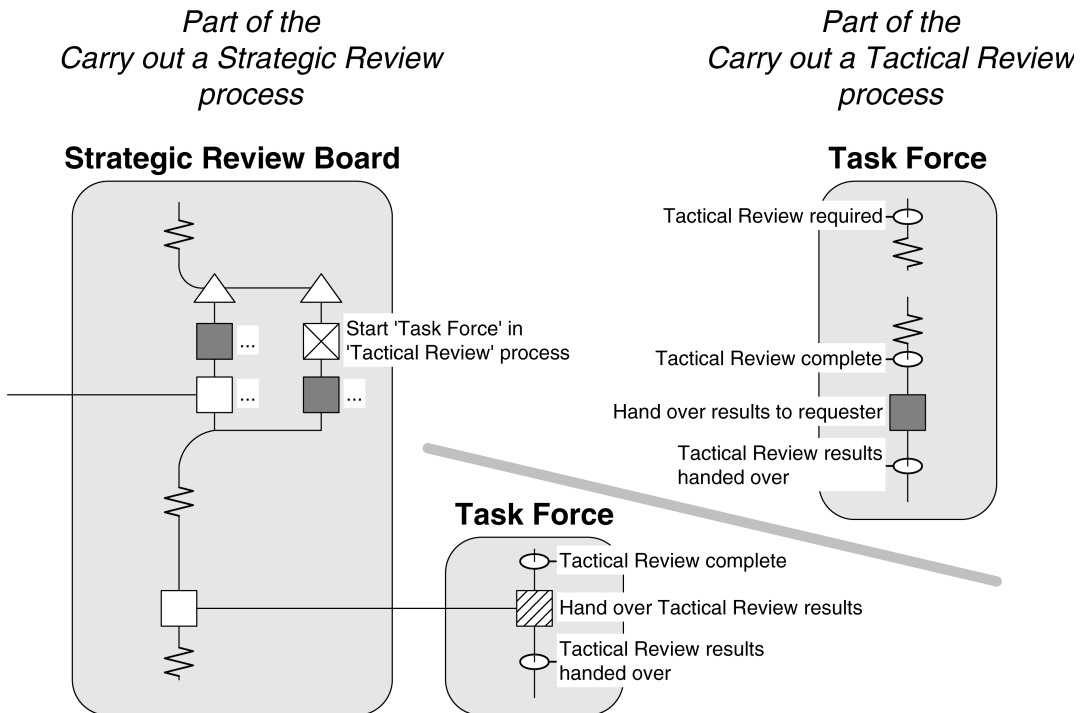 Part of the
Carry out a Strategic Review
process
Part of the
Carry out a Tactical Review
process
Strategic Review Board
Task Force
Tactical Review required
...
Start 'Task Force' in
'Tactical Review' process
...
...
Tactical Review complete
Hand over results to requester
Tactical Review results
handed over
Task Force
Tactical Review complete
Hand over Tactical Review results
Tactical Review results
handed over